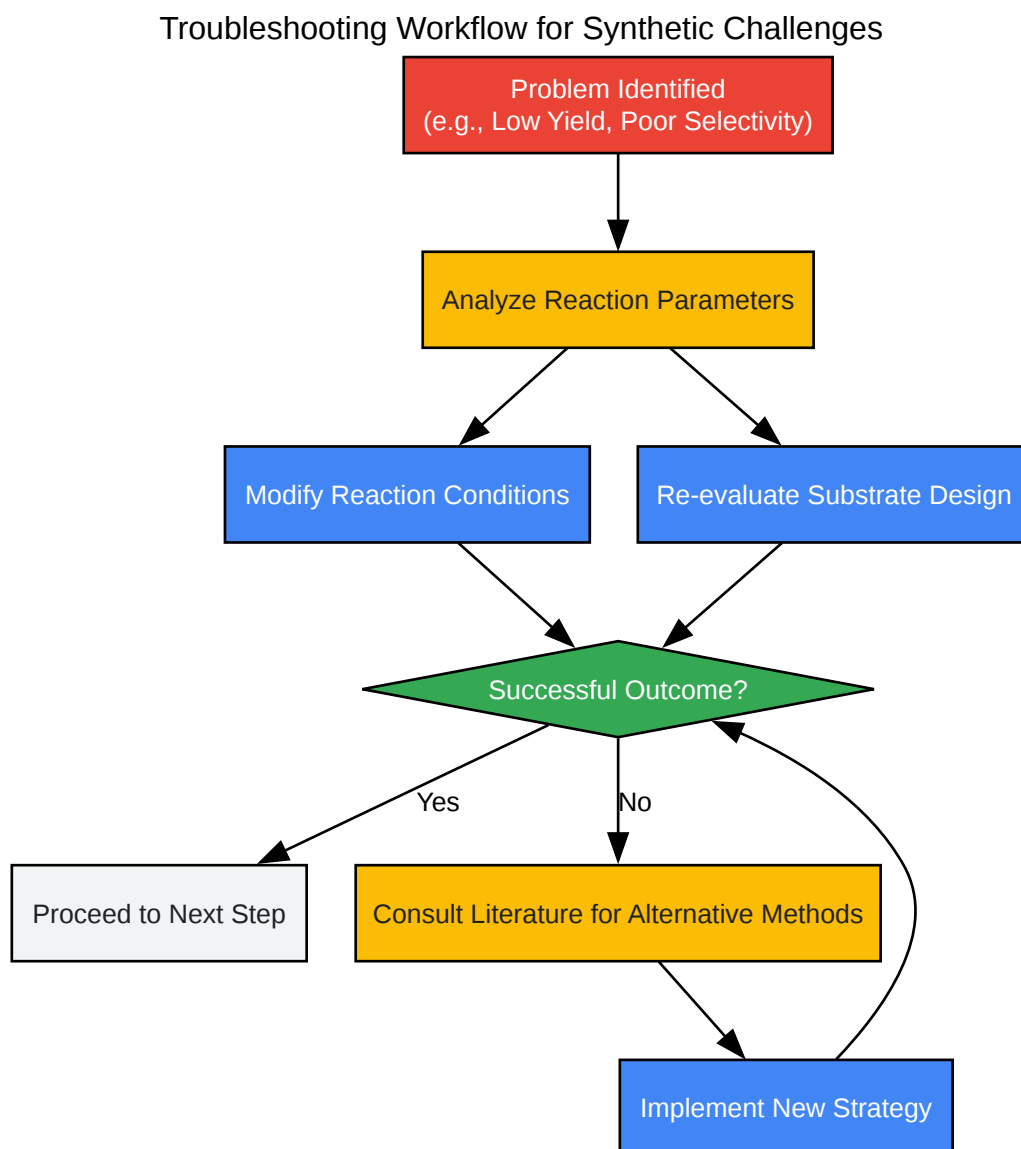 Troubleshooting Workflow for Synthetic Challenges
Problem Identified
(e.g., Low Yield, Poor Selectivity)
Analyze Reaction Parameters
Modify Reaction Conditions
Re-evaluate Substrate Design
Successful Outcome?
Yes
No
Proceed to Next Step
Consult Literature for Alternative Methods
Implement New Strategy